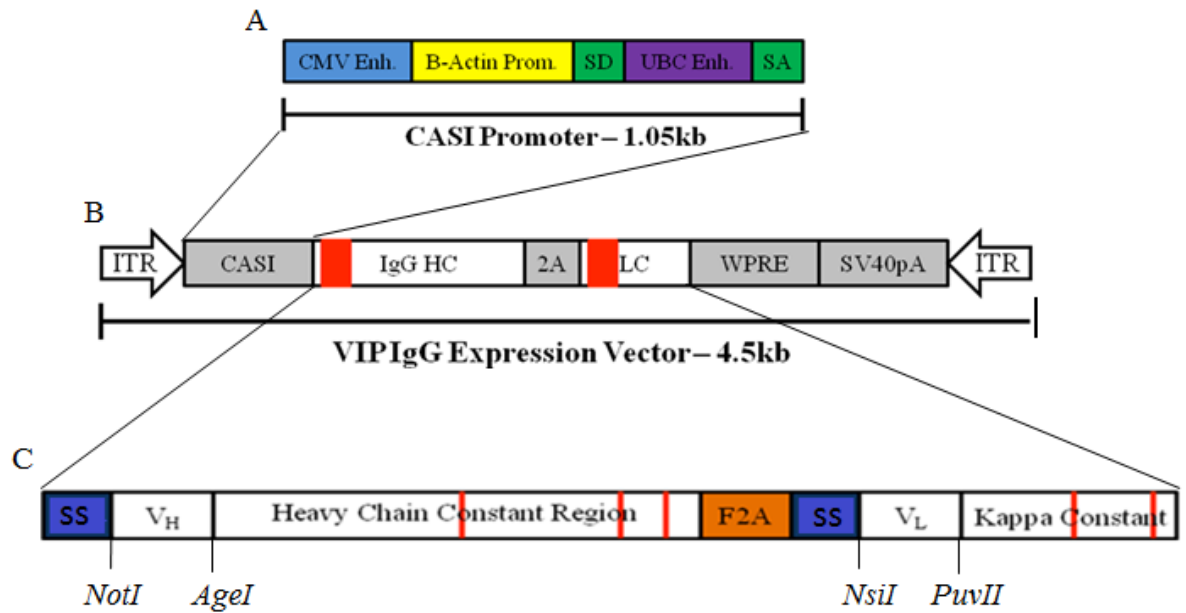 A
CMV Enh. B-Actin Prom. SD UBC Enh. SA
CASI Promoter – 1.05kb
B
ITR CASI IgG HC 2A LC WPRE SV40pA ITR
VIP IgG Expression Vector – 4.5kb
C
SS VH Heavy Chain Constant Region F2A SS VL Kappa Constant
NotI AgeI NsiI PuvII